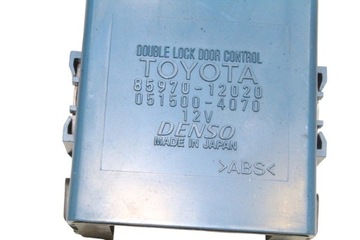 DOUBLE LOCK DOOR CONTROL
TOYOTA
85970-12020
051500-4070
12V
DENSO
MADE IN JAPAN
>ABS<